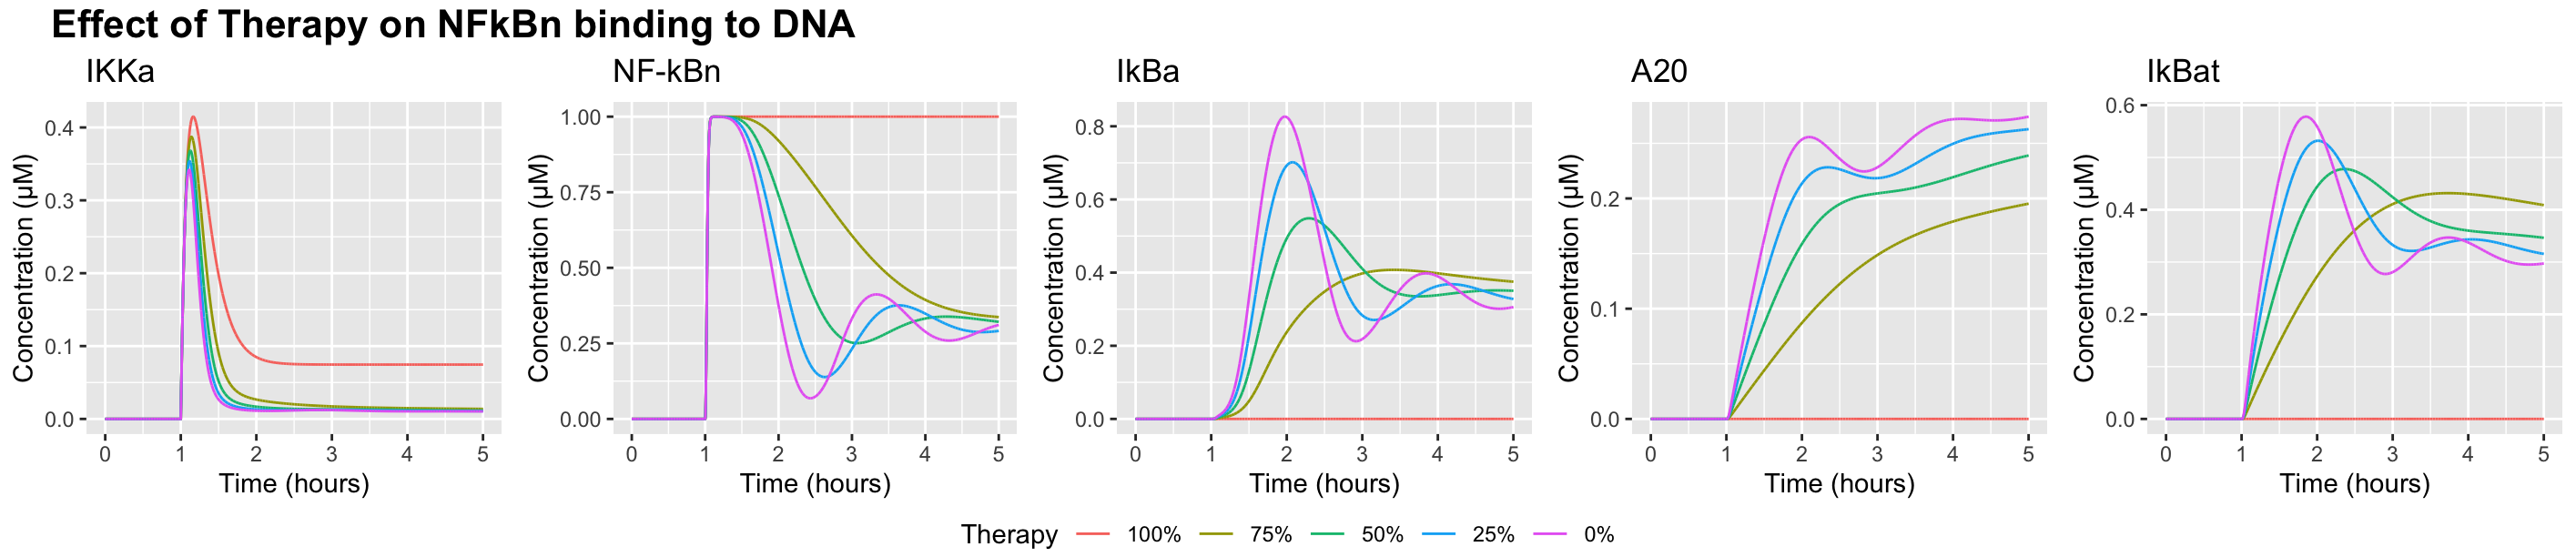 Effect of Therapy on NFkBn binding to DNA
IKKa
NF-kBn
IkBa
A20
IkBat
Concentration (µM)
0.4
0.3
0.2
0.1
0.0
0 1 2 3 4 5
Time (hours)
Concentration (µM)
1.00
0.75
0.50
0.25
0.00
0 1 2 3 4 5
Time (hours)
Concentration (µM)
0.8
0.6
0.4
0.2
0.0
0 1 2 3 4 5
Time (hours)
Concentration (µM)
0.2
0.1
0.0
0 1 2 3 4 5
Time (hours)
Concentration (µM)
0.6
0.4
0.2
0.0
0 1 2 3 4 5
Time (hours)
Therapy 100% 75% 50% 25% 0%